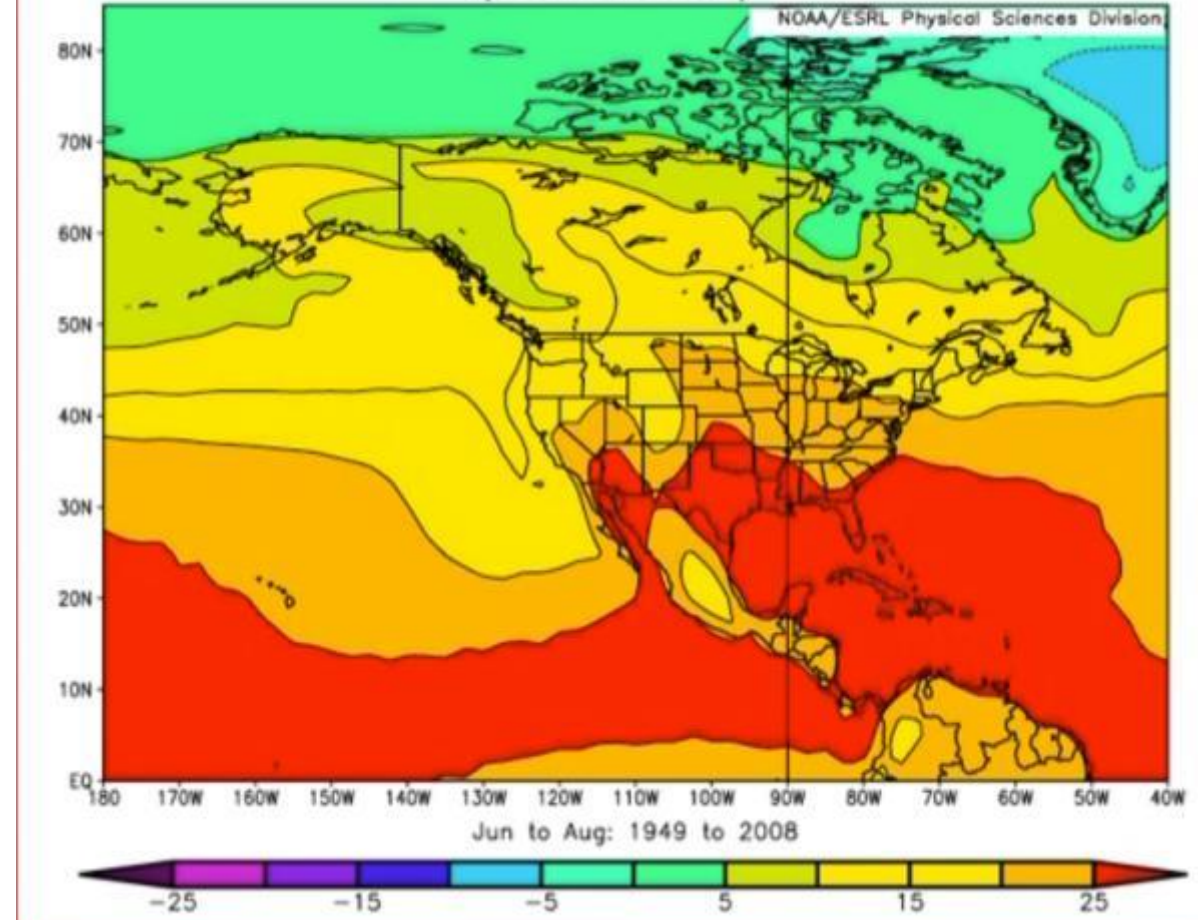 NOAA/ESRL Physical Sciences Division
80N
70N
60N
50N
40N
30N
20N
10N
EQ
180 170W 160W 150W 140W 130W 120W 110W 100W 90W 80W 70W 60W 50W 40W
Jun to Aug: 1949 to 2008
-25 -15 -5 5 15 25